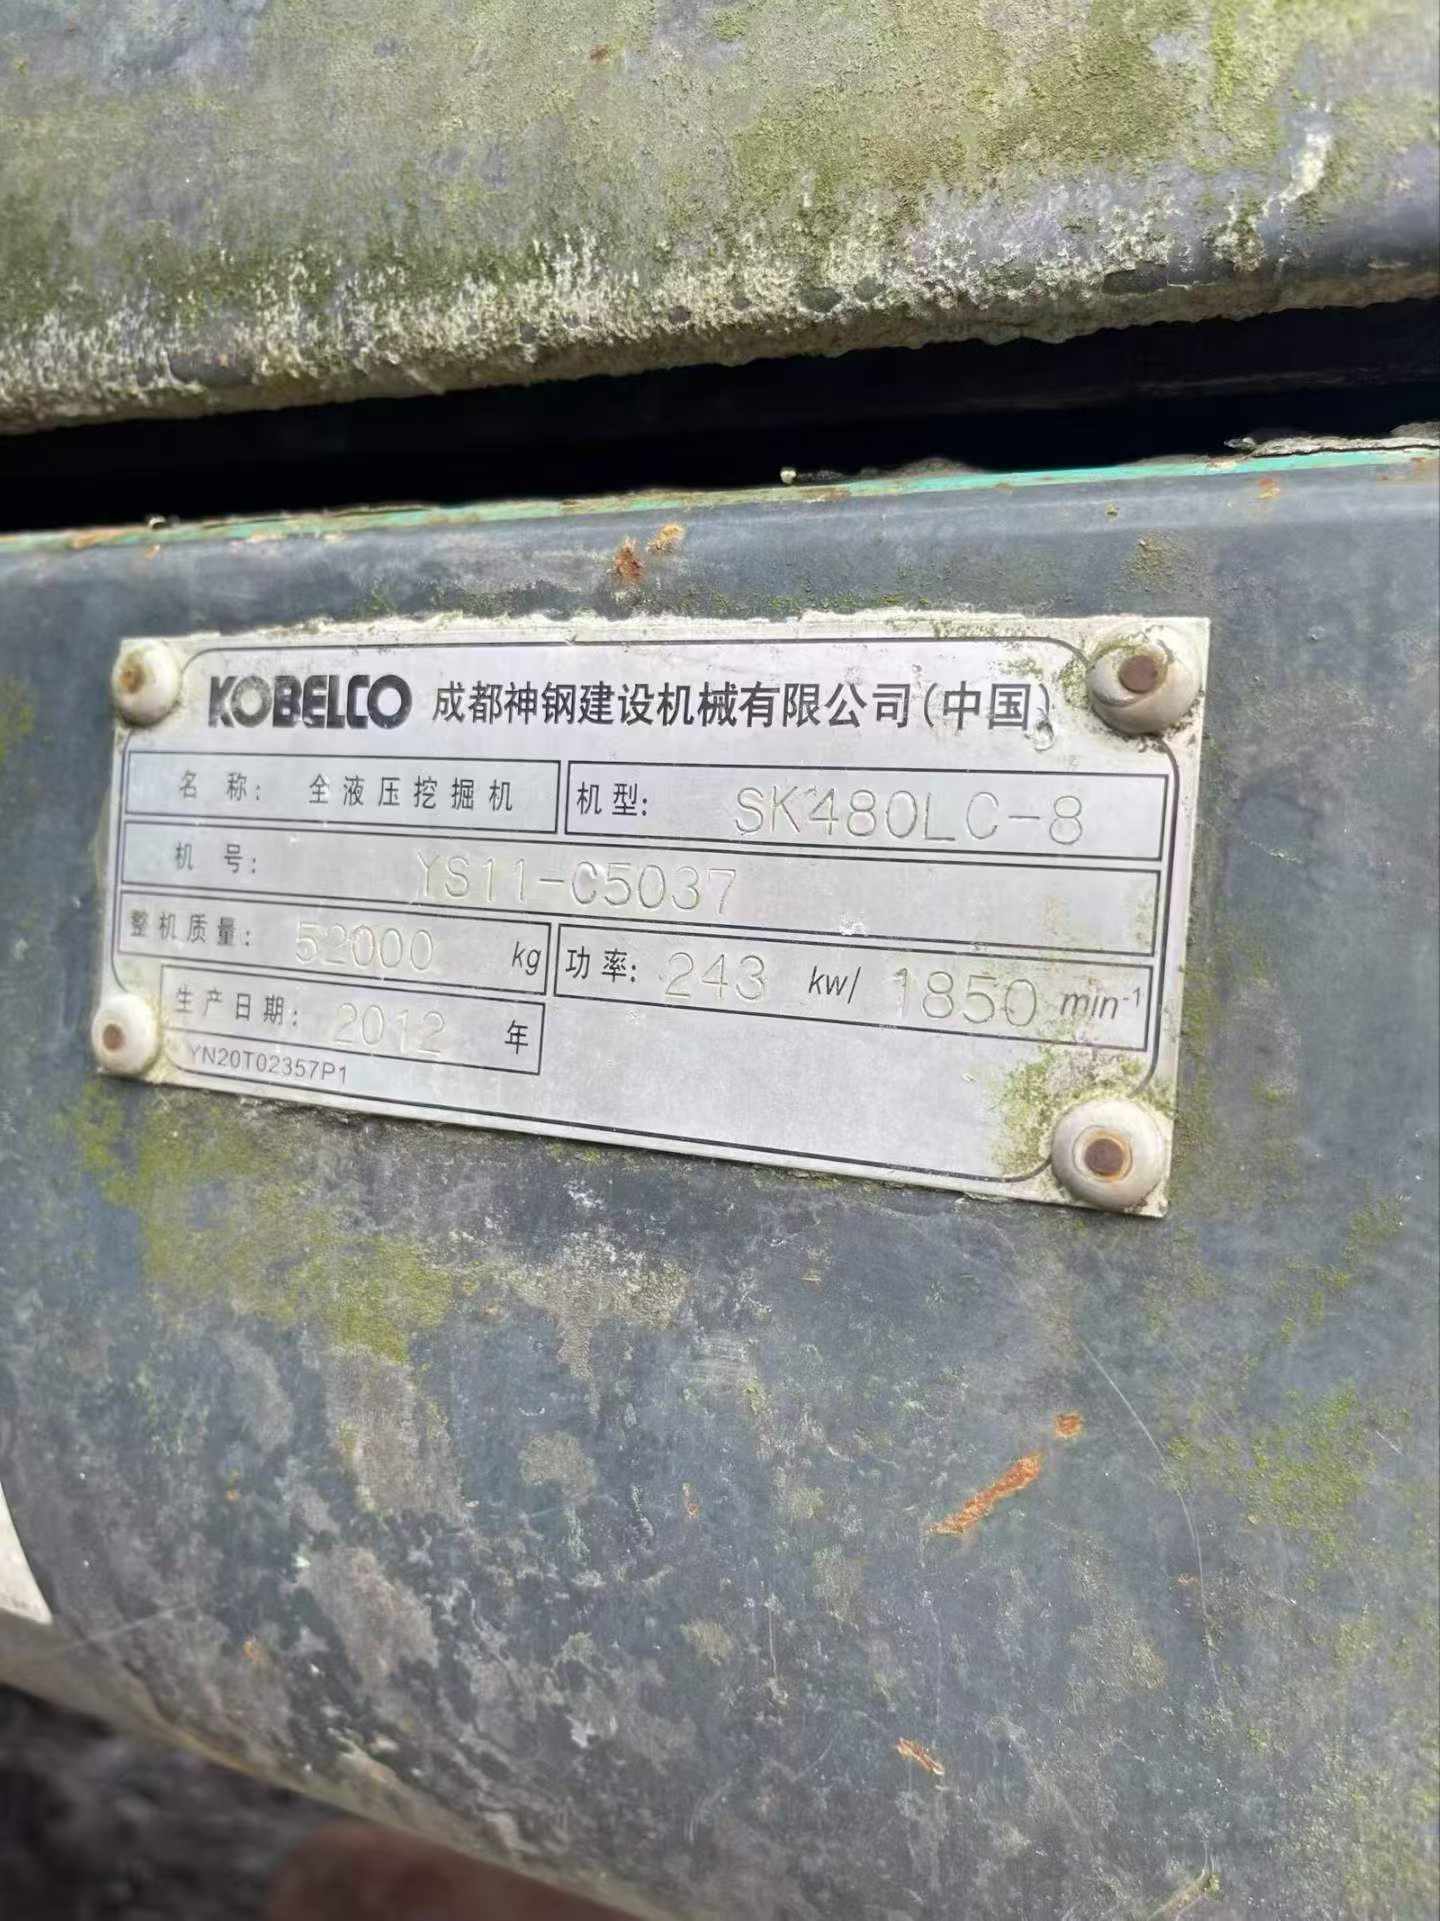 KOBELCO 成都神钢建设机械有限公司(中国)
名称: 全液压挖掘机 机型: SK480LC-8
机号: YS11-C5037
整机质量: 52000 kg 功率: 243 kw/ 1850 min⁻¹
生产日期: 2012 年
YN20T02357P1